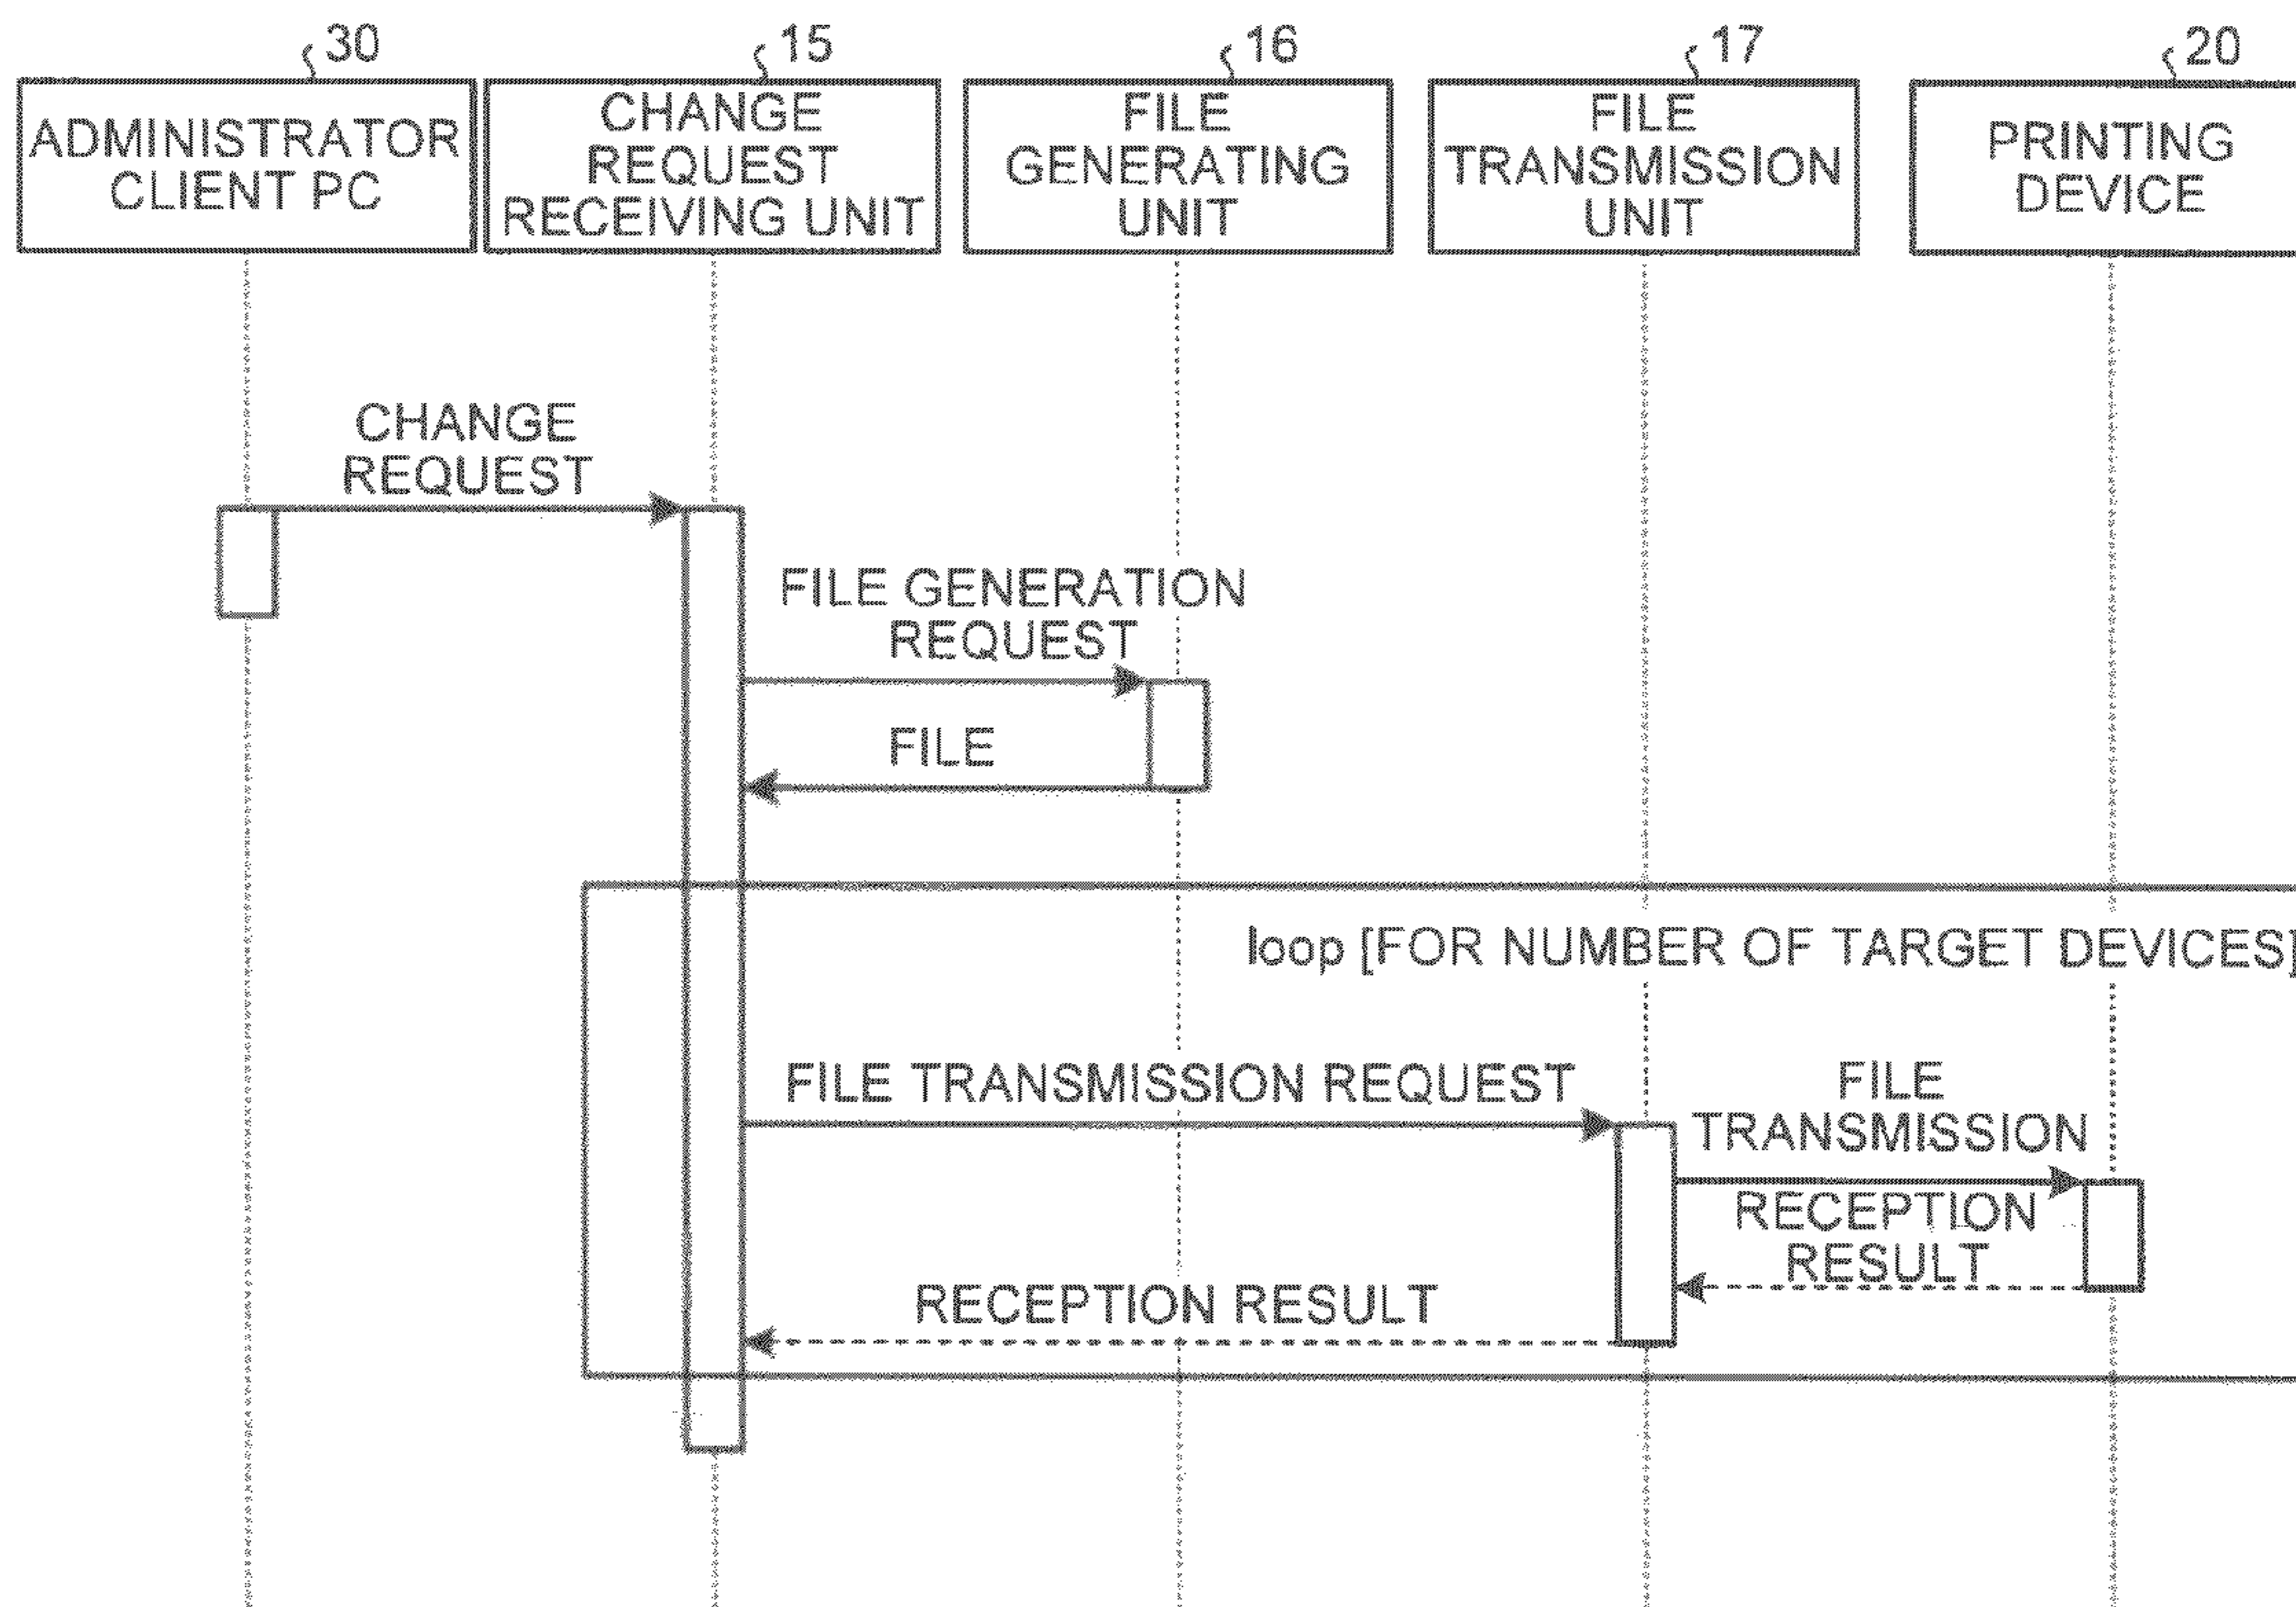 30
15
16
17
20
ADMINISTRATOR
CLIENT PC
CHANGE
REQUEST
RECEIVING UNIT
FILE
GENERATING
UNIT
FILE
TRANSMISSION
UNIT
PRINTING
DEVICE
CHANGE
REQUEST
FILE GENERATION
REQUEST
FILE
loop [FOR NUMBER OF TARGET DEVICES]
FILE TRANSMISSION REQUEST
FILE
TRANSMISSION
RECEPTION
RESULT
RECEPTION RESULT